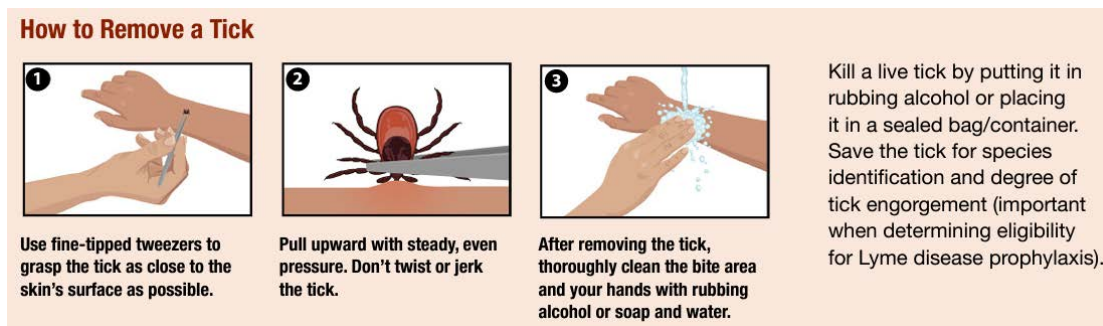 How to Remove a Tick
1
Use fine-tipped tweezers to
grasp the tick as close to the
skin's surface as possible.
2
Pull upward with steady, even
pressure. Don't twist or jerk
the tick.
3
After removing the tick,
thoroughly clean the bite area
and your hands with rubbing
alcohol or soap and water.
Kill a live tick by putting it in
rubbing alcohol or placing
it in a sealed bag/container.
Save the tick for species
identification and degree of
tick engorgement (important
when determining eligibility
for Lyme disease prophylaxis).